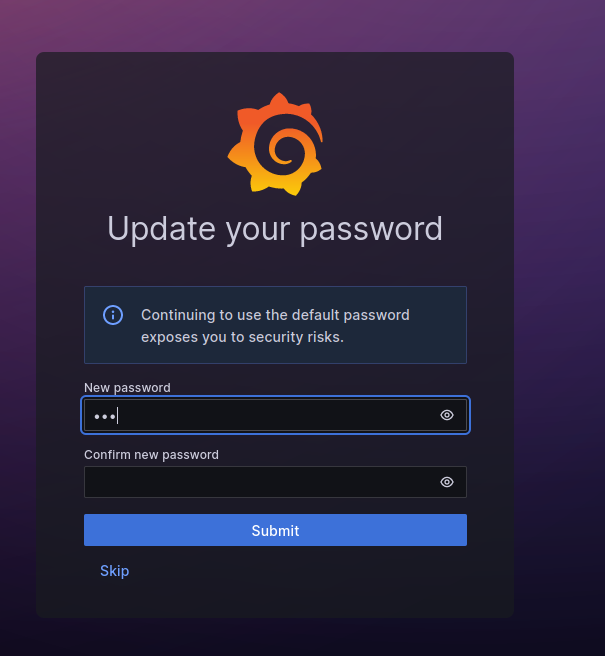 Update your password
Continuing to use the default password
exposes you to security risks.
New password
•••
Confirm new password
Submit
Skip